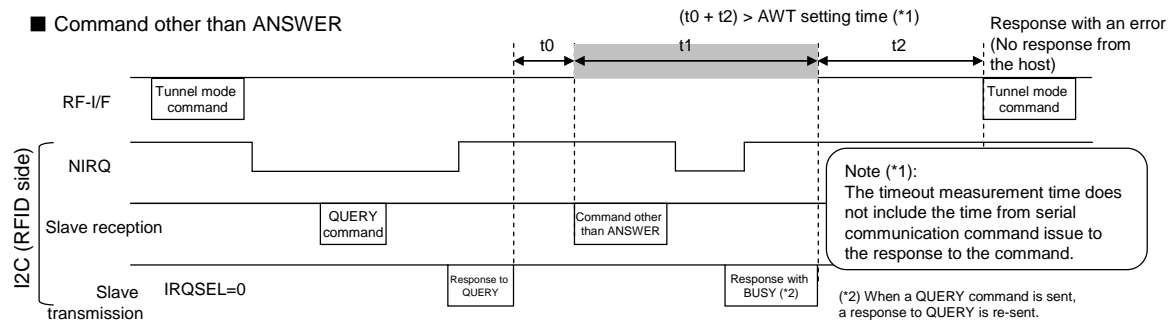 ■ Command other than ANSWER
(t0 + t2) > AWT setting time (*1)
Response with an error
(No response from
the host)
t0
t1
t2
RF-I/F
Tunnel mode
command
Tunnel mode
command
I2C (RFID side)
NIRQ
Note (*1):
The timeout measurement time does
not include the time from serial
communication command issue to
the response to the command.
Slave reception
QUERY
command
Command other
than ANSWER
Slave
transmission
IRQSEL=0
Response to
QUERY
Response with
BUSY (*2)
(*2) When a QUERY command is sent,
a response to QUERY is re-sent.